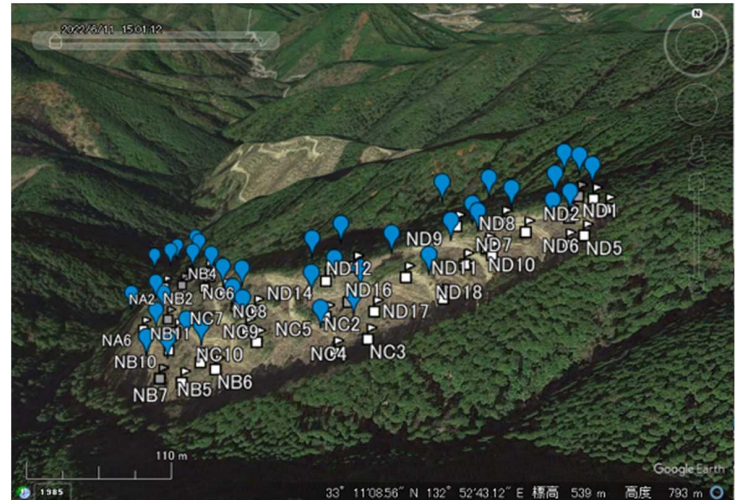 2022/6/11 15:01:12
N
ND2 ND1
ND8
ND9
ND7
ND6 ND5
ND10
ND11
ND12
NB4
NC6
ND14
ND16
ND18
NA2 NB2
NC8
ND17
NC7
NC2
NC5
NB11
NC9
NA6
NC10
NC4 NC3
NB10
NB6
NB5
NB7
110 m
Google Earth
1985
33° 11'08.56" N 132° 52'43.12" E 標高 539 m 高度 793 m